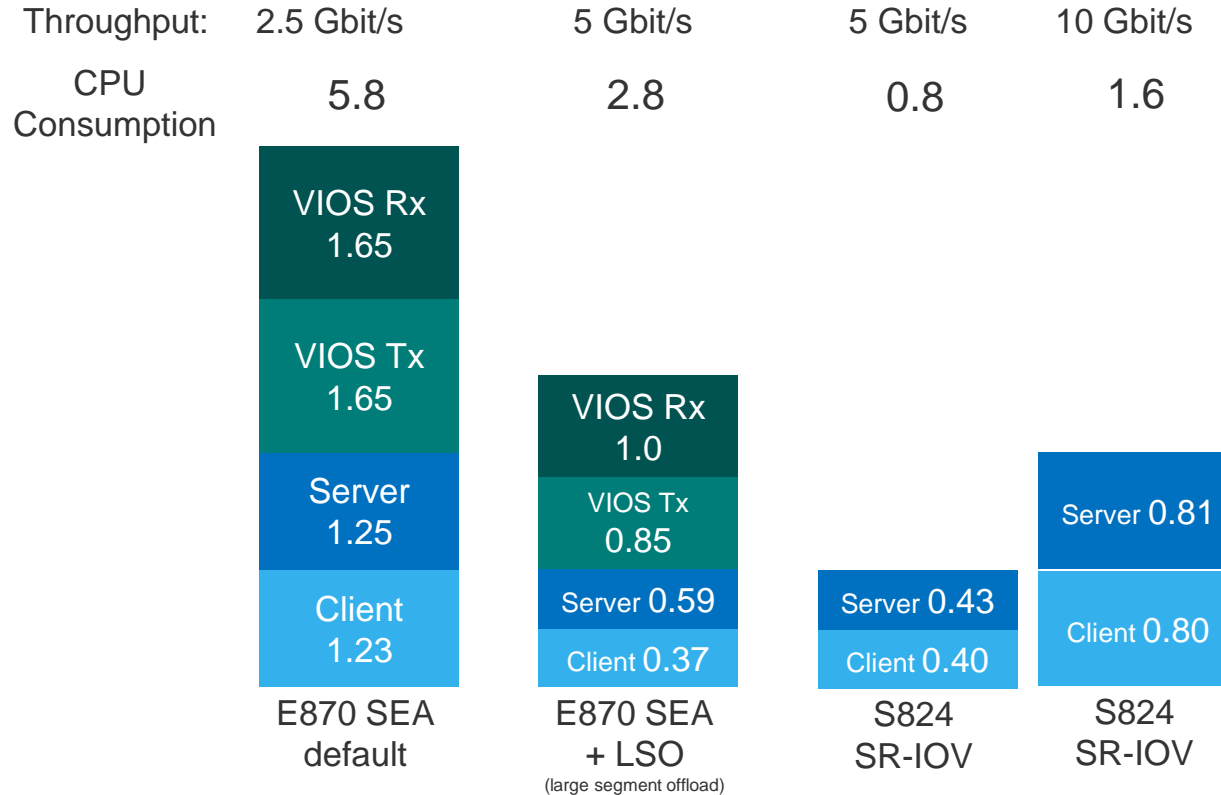 Throughput: 2.5 Gbit/s 5 Gbit/s 5 Gbit/s 10 Gbit/s
CPU
Consumption
5.8 2.8 0.8 1.6
VIOS Rx
1.65
VIOS Tx
1.65
Server
1.25
Client
1.23
E870 SEA
default
VIOS Rx
1.0
VIOS Tx
0.85
Server 0.59
Client 0.37
E870 SEA
+ LSO
(large segment offload)
Server 0.43
Client 0.40
S824
SR-IOV
Server 0.81
Client 0.80
S824
SR-IOV